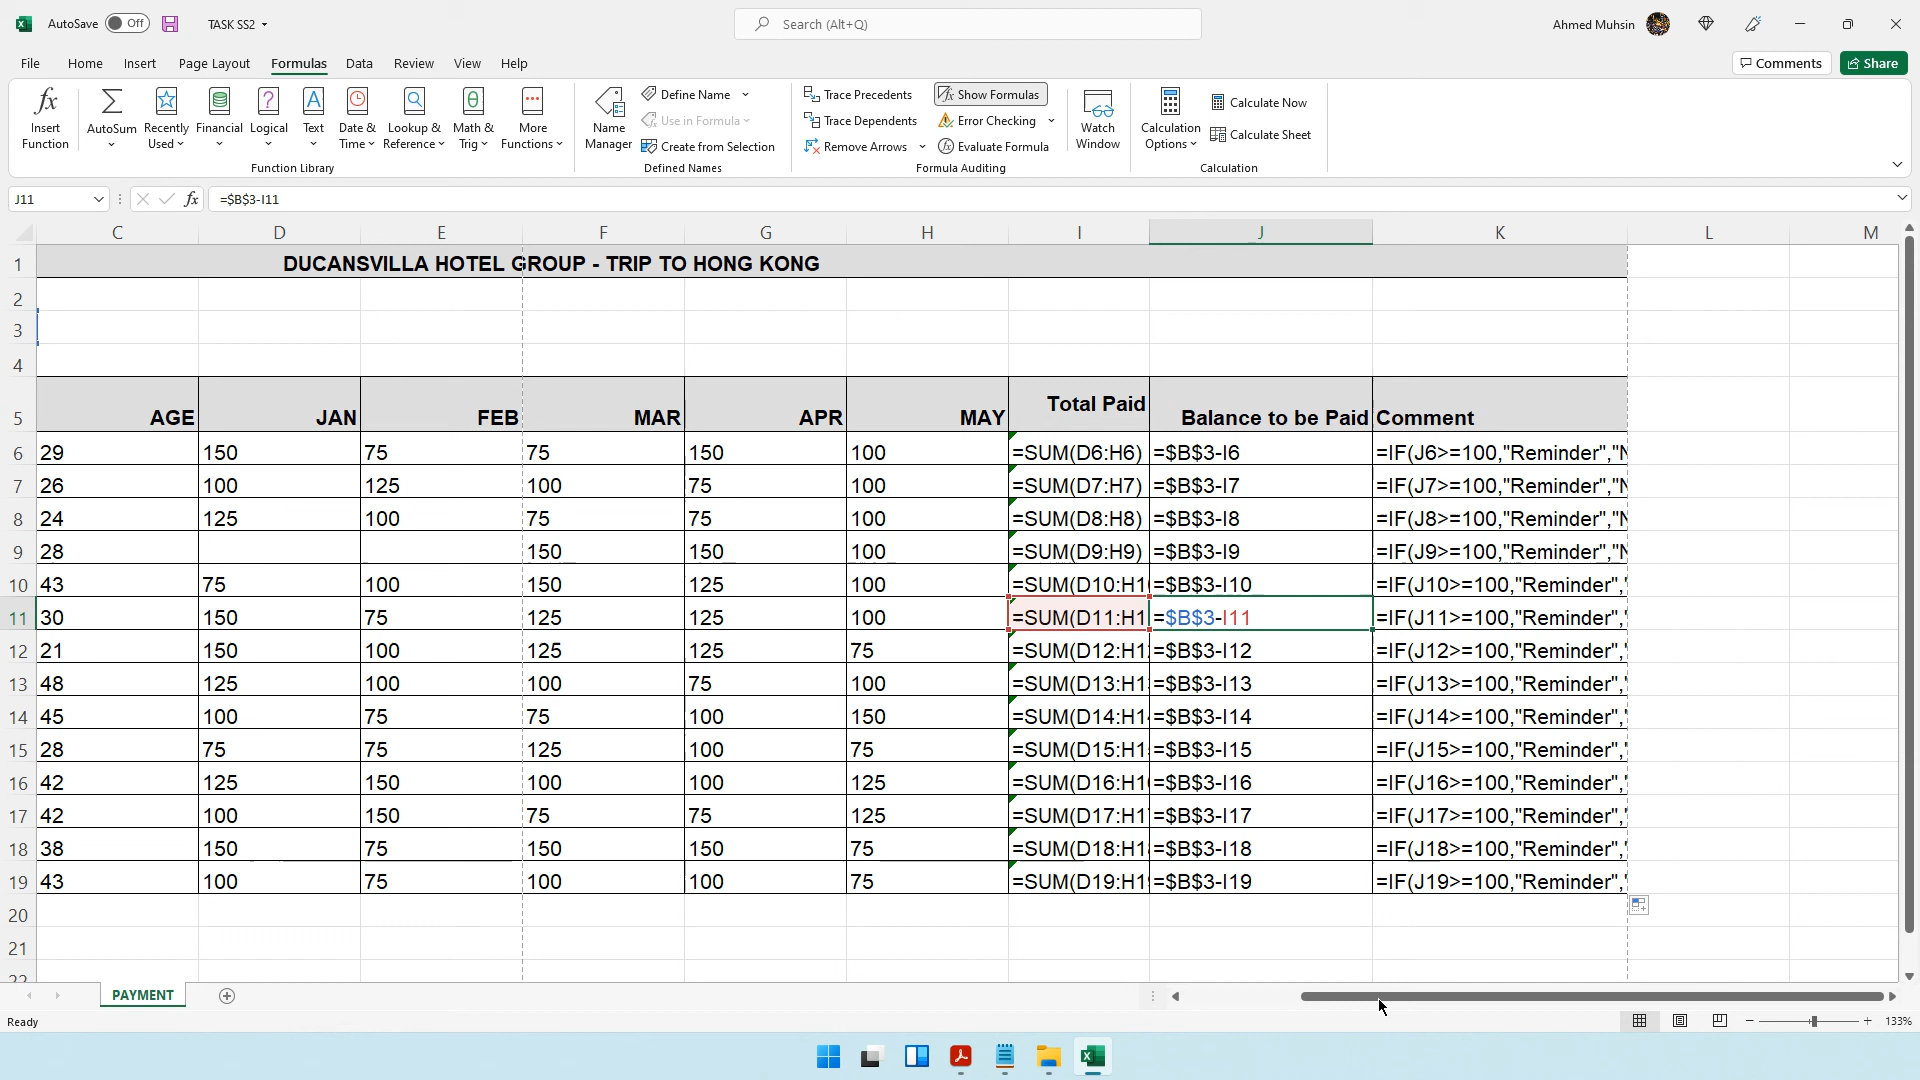 AutoSave Off TASK SS2 Search (Alt+Q) Ahmed Muhsin
File Home Insert Page Layout Formulas Data Review View Help Comments Share
fx Insert Function
AutoSum
Recently Used
Financial
Logical
Text
Date & Time
Lookup & Reference
Math & Trig
More Functions
Function Library
Name Manager
Define Name
Use in Formula
Create from Selection
Defined Names
Trace Precedents
Trace Dependents
Remove Arrows
Show Formulas
Error Checking
Evaluate Formula
Formula Auditing
Watch Window
Calculation Options
Calculate Now
Calculate Sheet
Calculation
J11 fx =$B$3-I11
C D E F G H I J K L M
1 DUCANSVILLA HOTEL GROUP - TRIP TO HONG KONG
2
3
4
5 AGE JAN FEB MAR APR MAY Total Paid Balance to be Paid Comment
6 29 150 75 75 150 100 =SUM(D6:H6) =$B$3-I6 =IF(J6>=100,"Reminder","N
7 26 100 125 100 75 100 =SUM(D7:H7) =$B$3-I7 =IF(J7>=100,"Reminder","N
8 24 125 100 75 75 100 =SUM(D8:H8) =$B$3-I8 =IF(J8>=100,"Reminder","N
9 28 150 150 100 =SUM(D9:H9) =$B$3-I9 =IF(J9>=100,"Reminder","N
10 43 75 100 150 125 100 =SUM(D10:H1 =$B$3-I10 =IF(J10>=100,"Reminder","
11 30 150 75 125 125 100 =SUM(D11:H1 =$B$3-I11 =IF(J11>=100,"Reminder","
12 21 150 100 125 125 75 =SUM(D12:H1 =$B$3-I12 =IF(J12>=100,"Reminder","
13 48 125 100 100 75 100 =SUM(D13:H1 =$B$3-I13 =IF(J13>=100,"Reminder","
14 45 100 75 75 100 150 =SUM(D14:H1 =$B$3-I14 =IF(J14>=100,"Reminder","
15 28 75 75 125 100 75 =SUM(D15:H1 =$B$3-I15 =IF(J15>=100,"Reminder","
16 42 125 150 100 100 125 =SUM(D16:H1 =$B$3-I16 =IF(J16>=100,"Reminder","
17 42 100 150 75 75 125 =SUM(D17:H1 =$B$3-I17 =IF(J17>=100,"Reminder","
18 38 150 75 150 150 75 =SUM(D18:H1 =$B$3-I18 =IF(J18>=100,"Reminder","
19 43 100 75 100 100 75 =SUM(D19:H1 =$B$3-I19 =IF(J19>=100,"Reminder","
20
21
22
PAYMENT
Ready 133%